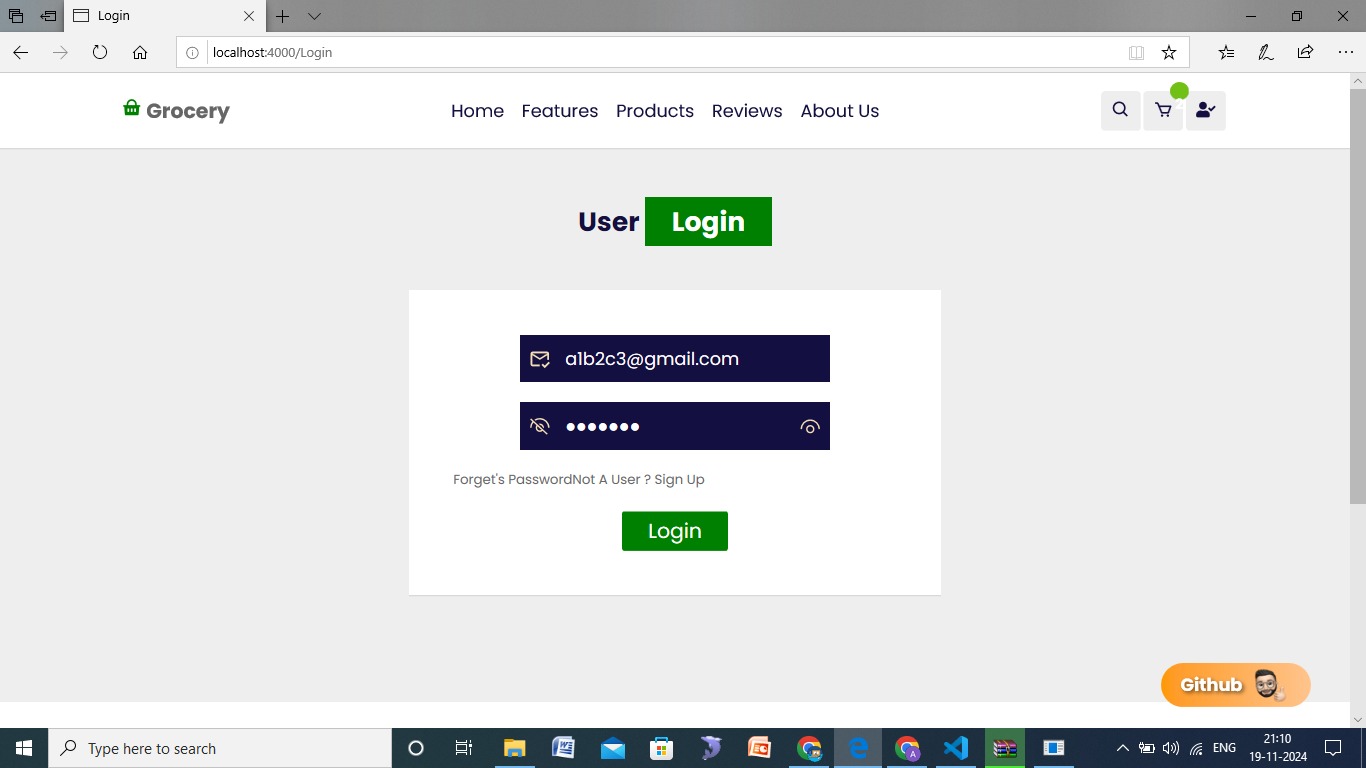 Login
localhost:4000/Login
Grocery
Home Features Products Reviews About Us
User Login
a1b2c3@gmail.com
Forget's PasswordNot A User ? Sign Up
Login
Github
Type here to search
ENG
21:10
19-11-2024